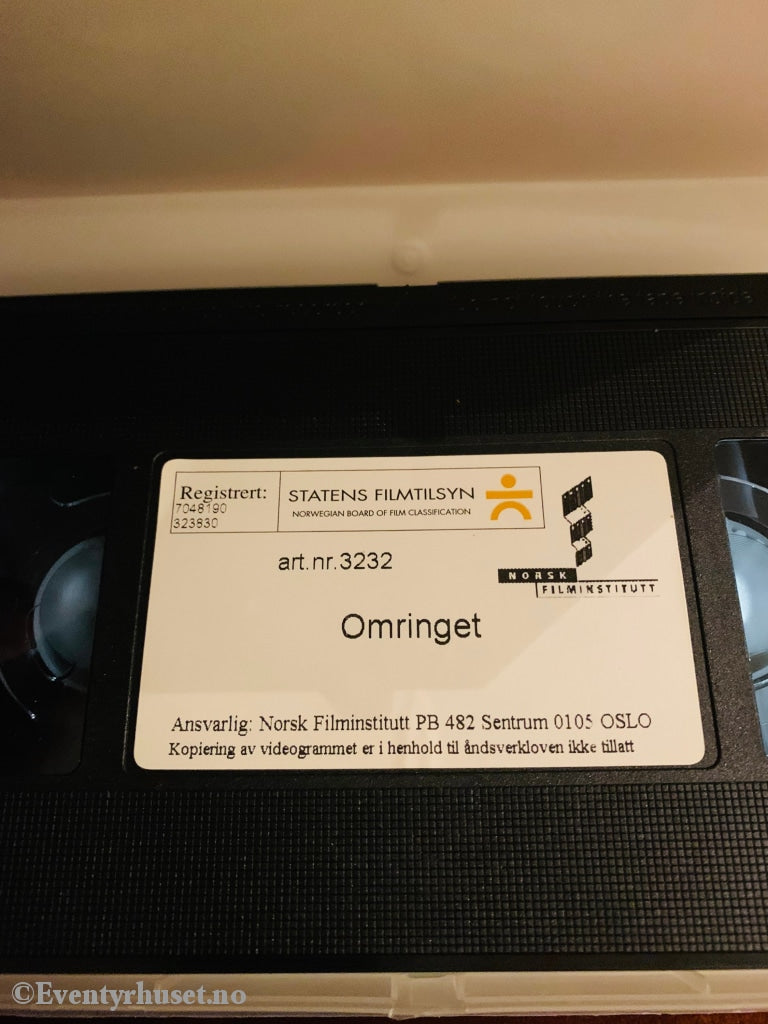 Registrert:
7048190
323830
STATENS FILMTILSYN
NORWEGIAN BOARD OF FILM CLASSIFICATION
art.nr.3232
NORSK
FILMINSTITUTT
Omringet
Ansvarlig: Norsk Filminstitutt PB 482 Sentrum 0105 OSLO
Kopiering av videogrammet er i henhold til åndsverkloven ikke tillatt
©Eventyrhuset.no